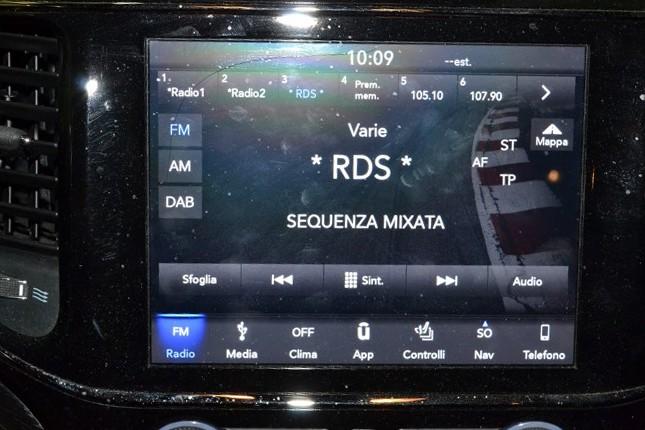 10:09 --est.
1 *Radio1 2 *Radio2 3 * RDS * 4 Prem. mem. 5 105.10 6 107.90
FM Varie Mappa
ST
AM * RDS * AF
TP
DAB
SEQUENZA MIXATA
Sfoglia Sint. Audio
FM OFF SO
Radio Media Clima App Controlli Nav Telefono